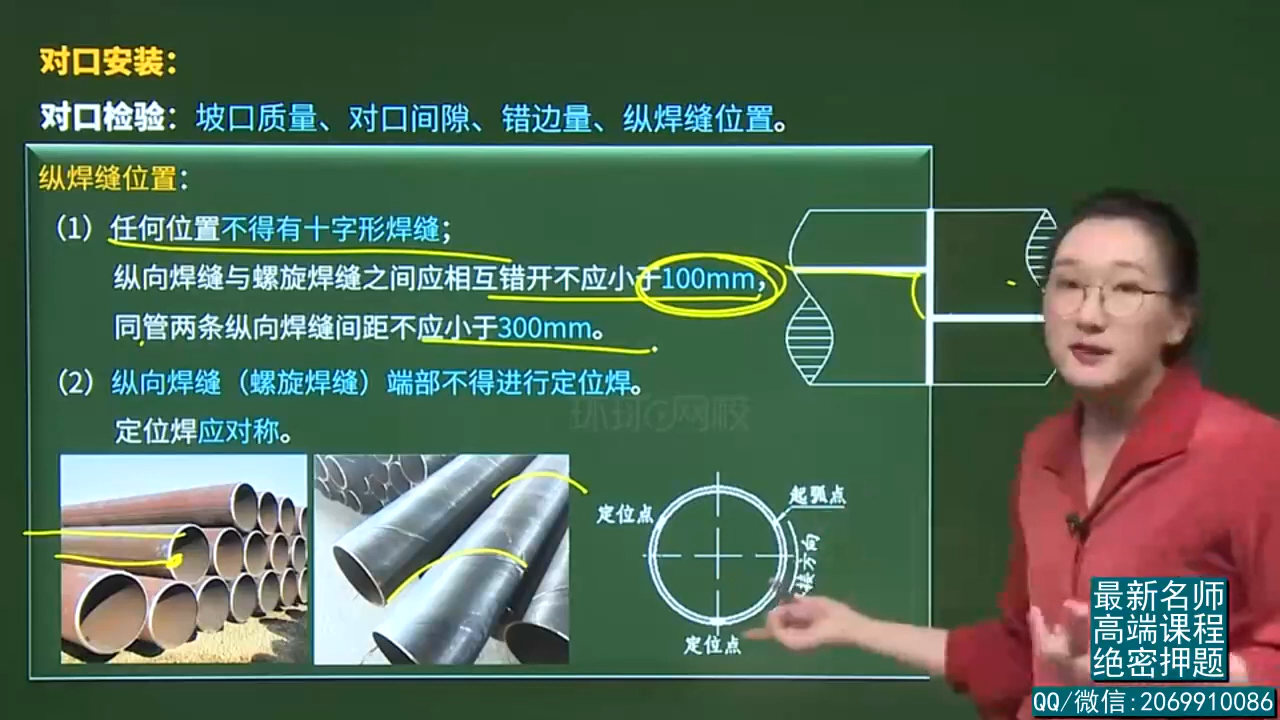 对口安装：
对口检验：坡口质量、对口间隙、错边量、纵焊缝位置。
纵焊缝位置：
（1）任何位置不得有十字形焊缝；
纵向焊缝与螺旋焊缝之间应相互错开不应小于100mm，
同管两条纵向焊缝间距不应小于300mm。
（2）纵向焊缝（螺旋焊缝）端部不得进行定位焊。
定位焊应对称。
环球网校
定位点
起弧点
接方向
定位点
最新名师
高端课程
绝密押题
QQ/微信:2069910086